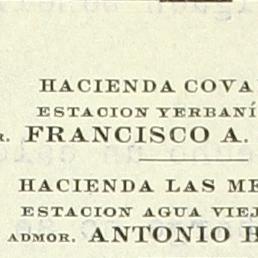 HACIENDA COVA
ESTACION YERBANÍ
R. FRANCISCO A.
HACIENDA LAS ME
ESTACION AGUA VIEJ
ADMOR. ANTONIO